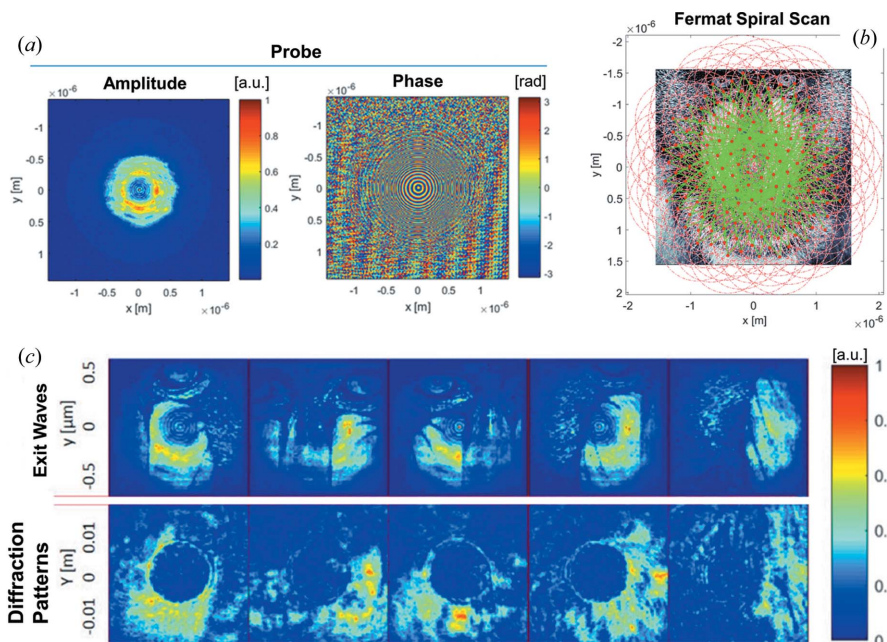 (a)
Probe
Amplitude
[a.u.]
×10⁻⁶
-1
-0.5
0
0.5
1
y [m]
-1 -0.5 0 0.5 1
x [m]
×10⁻⁶
1
0.8
0.6
0.4
0.2
Phase
[rad]
×10⁻⁶
-1
-0.5
0
0.5
1
y [m]
-1 -0.5 0 0.5 1
x [m]
×10⁻⁶
3
2
1
0
-1
-2
-3
Fermat Spiral Scan
(b)
×10⁻⁶
-2
-1.5
-1
-0.5
0
0.5
1
1.5
2
y [m]
-2 -1 0 1 2
x [m]
×10⁻⁶
(c)
Exit Waves
y [µm]
0.5
0
-0.5
Diffraction
Patterns
Y [m]
0.01
0
-0.01
[a.u.]
1
0.
0.
0.
0.
0.